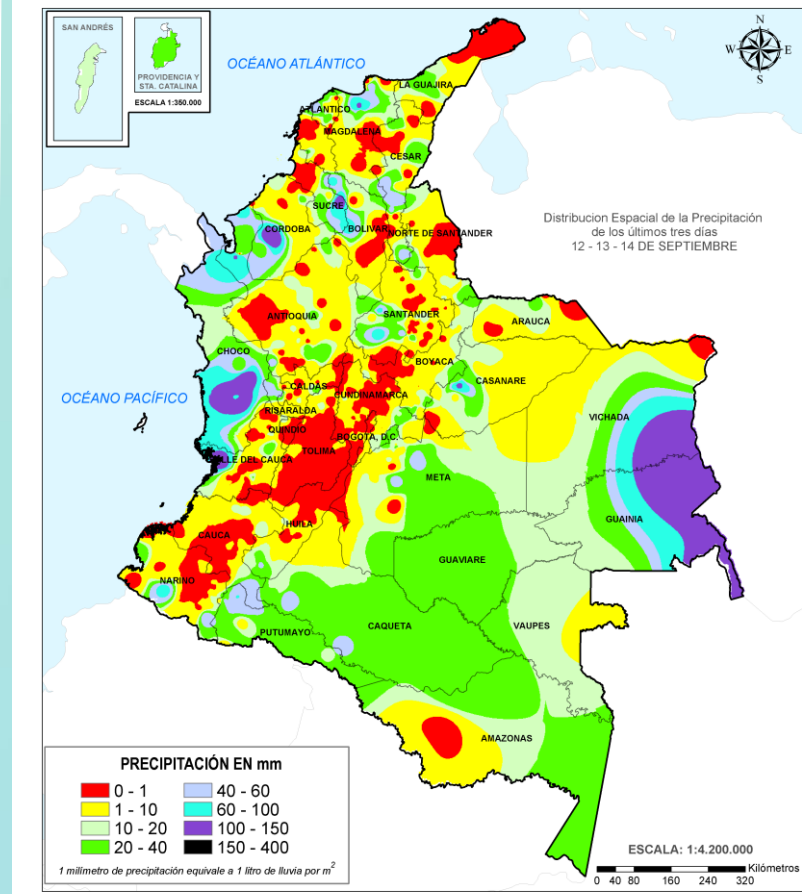 SAN ANDRÉS
PROVIDENCIA Y
STA. CATALINA
ESCALA 1:350.000
OCÉANO ATLÁNTICO
N
W
E
S
LA GUAJIRA
ATLANTICO
MAGDALENA
CESAR
SUCRE
CORDOBA
BOLIVAR
NORTE DE SANTANDER
Distribucion Espacial de la Precipitación
de los últimos tres días
12 - 13 - 14 DE SEPTIEMBRE
ANTIOQUIA
SANTANDER
ARAUCA
CHOCO
BOYACA
CASANARE
OCÉANO PACÍFICO
CALDAS
CUNDINAMARCA
RISARALDA
VICHADA
QUINDIO
BOGOTA, D.C.
TOLIMA
VALLE DEL CAUCA
META
GUAINIA
HUILA
CAUCA
GUAVIARE
NARIÑO
PUTUMAYO
CAQUETA
VAUPES
AMAZONAS
PRECIPITACIÓN EN mm
0 - 1
40 - 60
1 - 10
60 - 100
10 - 20
100 - 150
20 - 40
150 - 400
1 milímetro de precipitación equivale a 1 litro de lluvia por m²
ESCALA: 1:4.200.000
Kilómetros
0 40 80 160 240 320